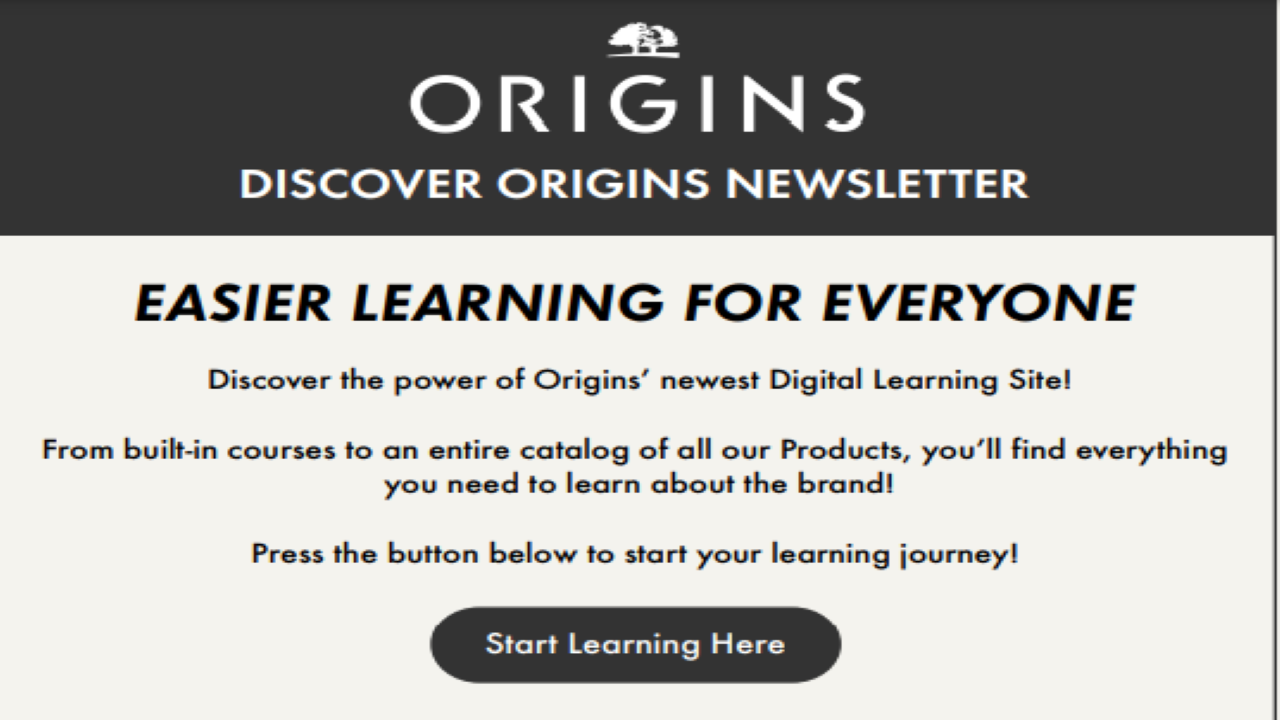 ORIGINS
DISCOVER ORIGINS NEWSLETTER
EASIER LEARNING FOR EVERYONE
Discover the power of Origins’ newest Digital Learning Site!
From built-in courses to an entire catalog of all our Products, you’ll find everything
you need to learn about the brand!
Press the button below to start your learning journey!
Start Learning Here